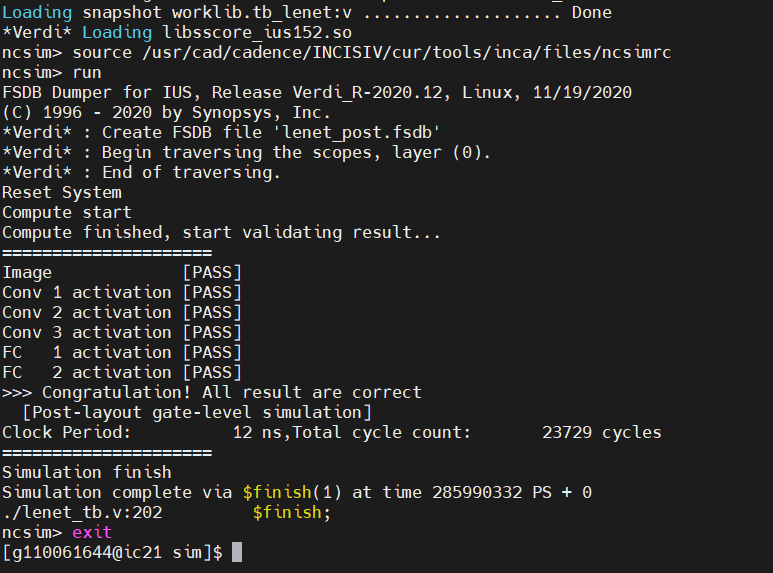 Loading snapshot worklib.tb_lenet:v .................... Done
*Verdi* Loading libsscore_ius152.so
ncsim> source /usr/cad/cadence/INCISIV/cur/tools/inca/files/ncsimrc
ncsim> run
FSDB Dumper for IUS, Release Verdi_R-2020.12, Linux, 11/19/2020
(C) 1996 - 2020 by Synopsys, Inc.
*Verdi* : Create FSDB file 'lenet_post.fsdb'
*Verdi* : Begin traversing the scopes, layer (0).
*Verdi* : End of traversing.
Reset System
Compute start
Compute finished, start validating result...
=====================
Image             [PASS]
Conv 1 activation [PASS]
Conv 2 activation [PASS]
Conv 3 activation [PASS]
FC   1 activation [PASS]
FC   2 activation [PASS]
>>> Congratulation! All result are correct
  [Post-layout gate-level simulation]
Clock Period:          12 ns,Total cycle count:       23729 cycles
=====================
Simulation finish
Simulation complete via $finish(1) at time 285990332 PS + 0
./lenet_tb.v:202         $finish;
ncsim> exit
[g110061644@ic21 sim]$